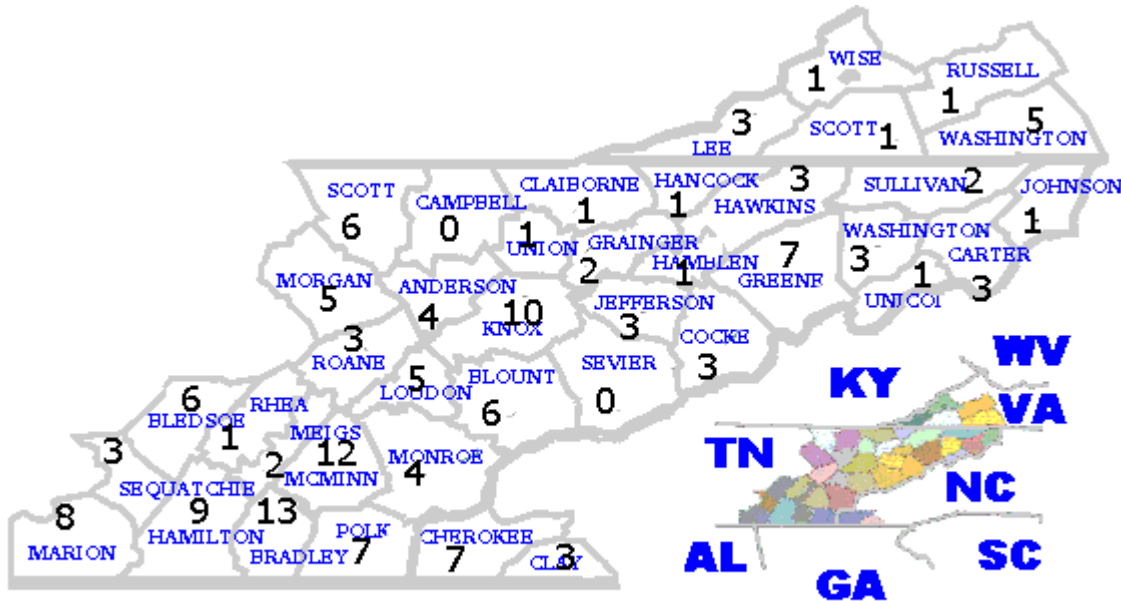 WISE
1
RUSSELL
1
3
LEE
SCOTT 1
5
WASHINGTON
SCOTT
6
CAMPBELL
0
CLAIBORNE
1
HANCOCK
1
3
HAWKINS
SULLIVAN 2
JOHNSON
1
1
UNION
GRAINGER
2
HAMBLEN
1
7
GREENE
WASHINGTON
3
CARTER
3
1
UNICOI
MORGAN
5
ANDERSON
4
10
KNOX
JEFFERSON
3
COCKE
3
3
ROANE
5
LOUDON
BLOUNT
6
SEVIER
0
6
BLEDSOE
RHEA
1
MEIGS
2
12
MCMINN
MONROE
4
3
SEQUATCHIE
8
MARION
9
HAMILTON
13
BRADLEY
POLK
7
CHEROKEE
7
CLAY
3
KY
WV
VA
TN
NC
AL
GA
SC